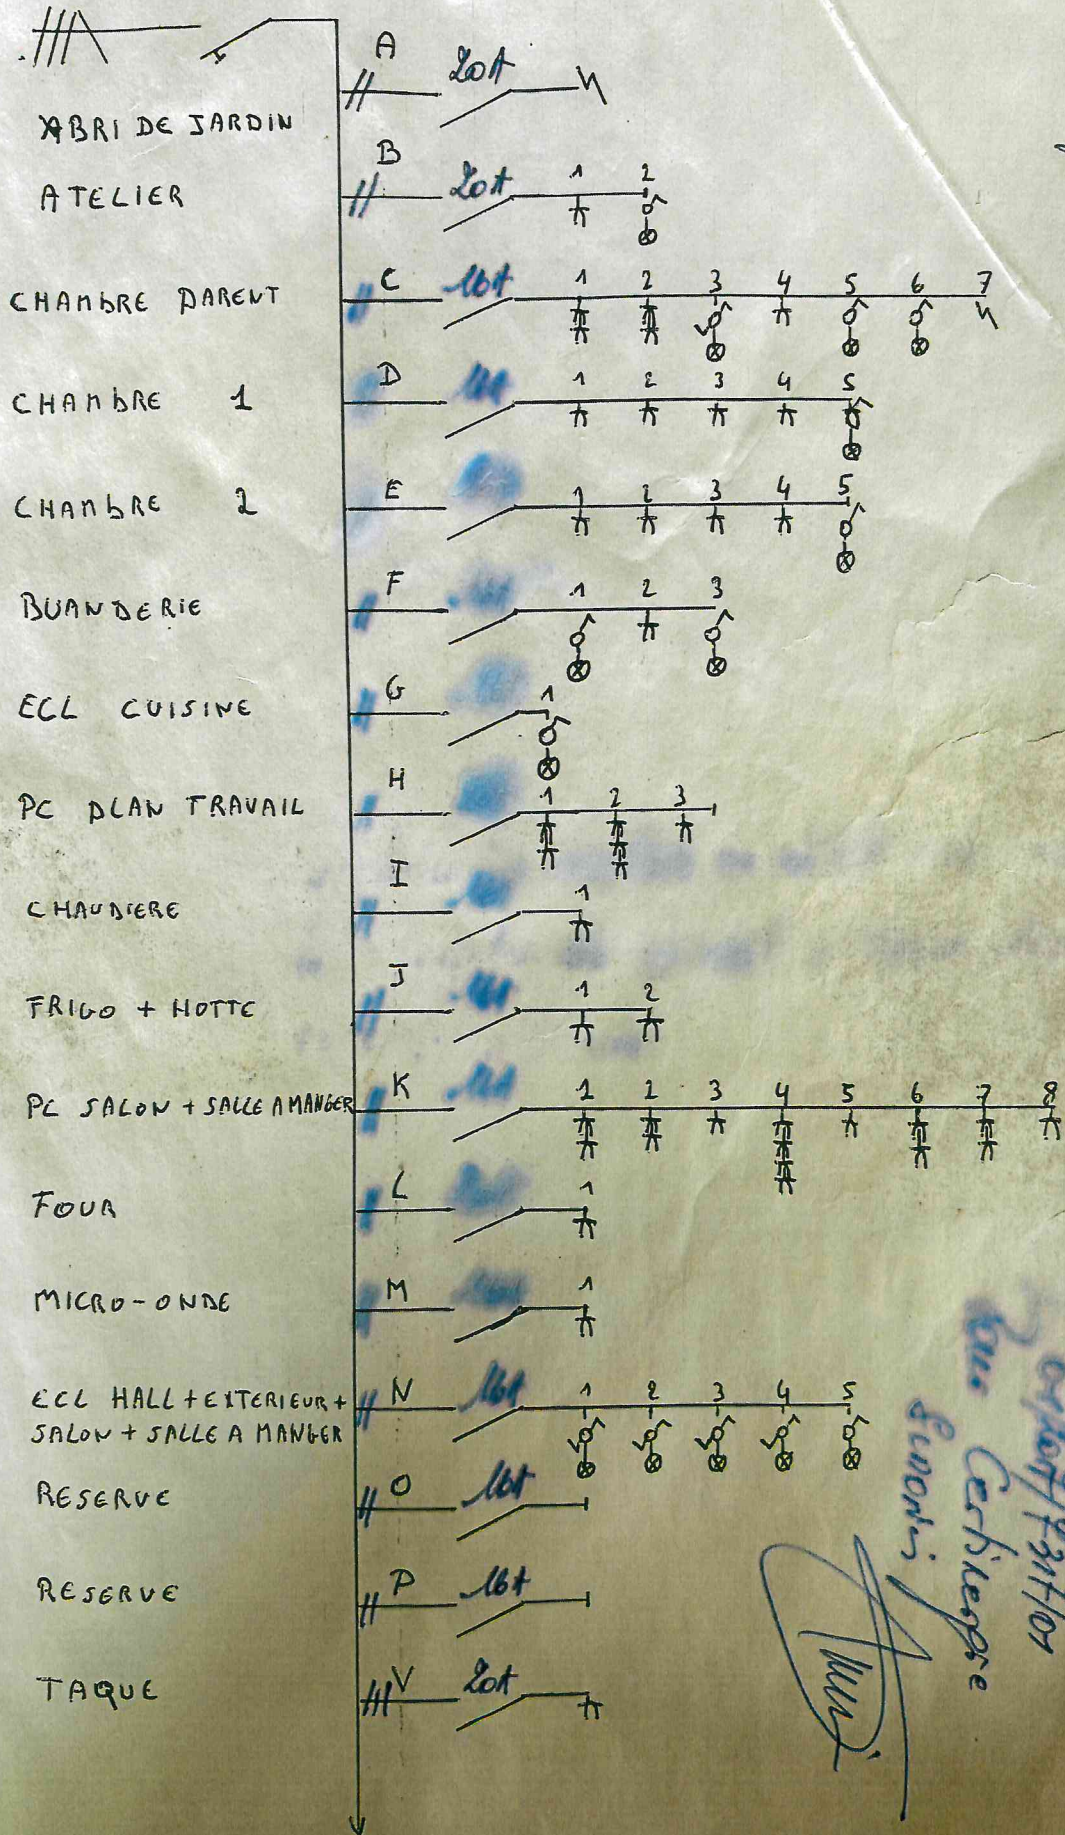 A 20A
ABRI DE JARDIN
B
ATELIER 20A 1 2
CHAMBRE PARENT C 16A 1 2 3 4 5 6 7
CHAMBRE 1 D 16A 1 2 3 4 5
CHAMBRE 2 E 1 2 3 4 5
BUANDERIE F 1 2 3
ECL CUISINE G 1
PC PLAN TRAVAIL H 1 2 3
CHAUDIERE I 1
FRIGO + HOTTE J 16A 1 2
PC SALON + SALLE A MANGER K 16A 1 2 3 4 5 6 7 8
FOUR L 1
MICRO-ONDE M 1
ECL HALL + EXTERIEUR + N 16A 1 2 3 4 5
SALON + SALLE A MANGER
RESERVE O 16A
RESERVE P 16A
TAQUE V 20A